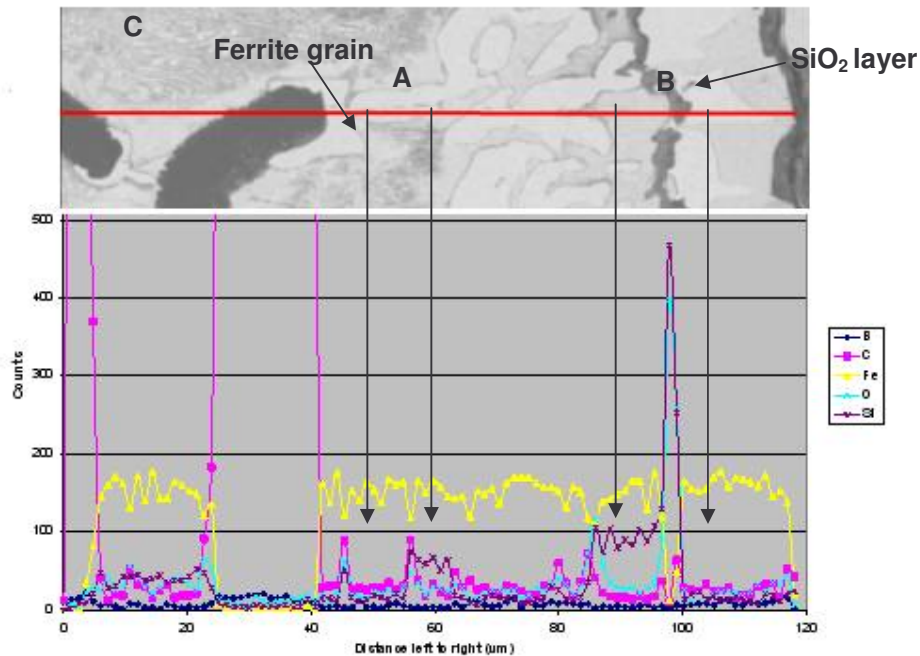 C
Ferrite grain
A
B
SiO₂ layer
500
400
300
200
100
0
Counts
0 20 40 60 80 100 120
Distance left to right (um)
B
C
Fe
O
Si